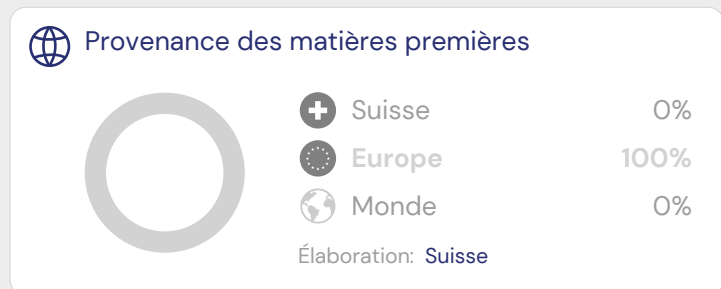 Provenance des matières premières
Suisse 0%
Europe 100%
Monde 0%
Élaboration: Suisse